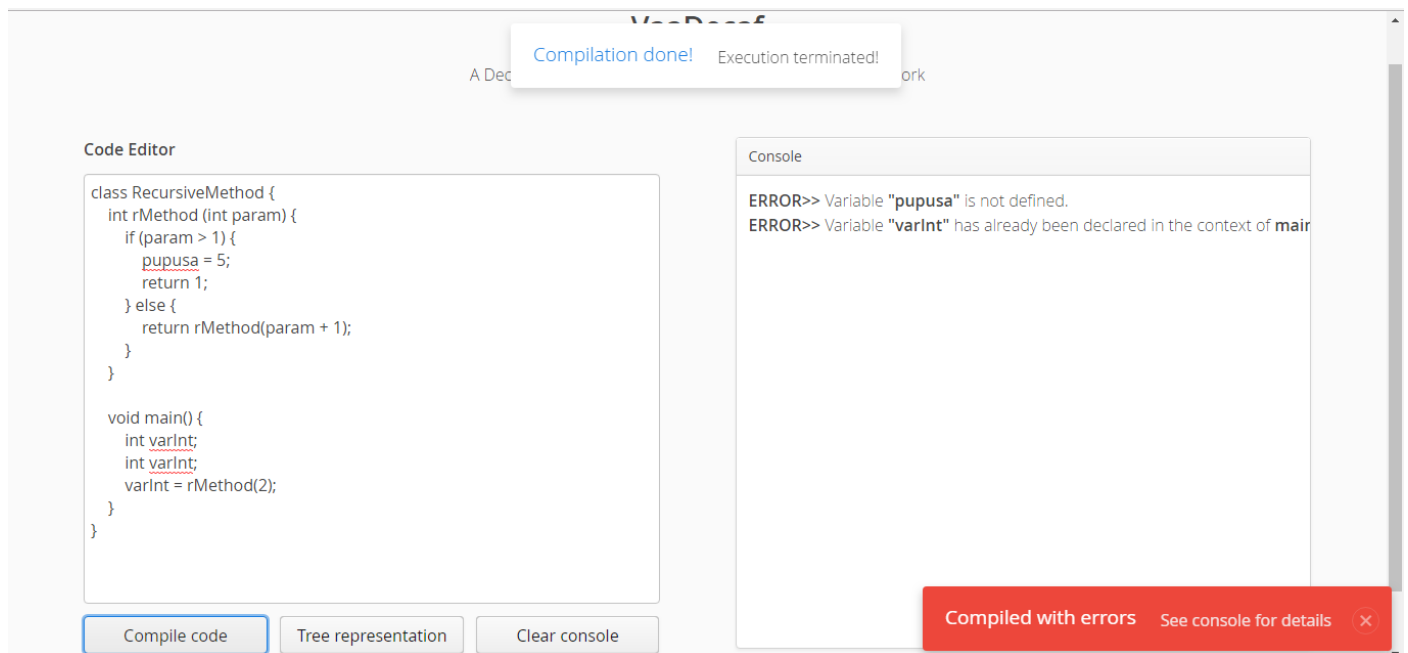 Compilation done! Execution terminated!
A Dec
ork
Code Editor
class RecursiveMethod {
int rMethod (int param) {
if (param > 1) {
pupusa = 5;
return 1;
} else {
return rMethod(param + 1);
}
}
void main() {
int varInt;
int varInt;
varInt = rMethod(2);
}
}
Compile code
Tree representation
Clear console
Console
ERROR>> Variable "pupusa" is not defined.
ERROR>> Variable "varInt" has already been declared in the context of mair
Compiled with errors See console for details